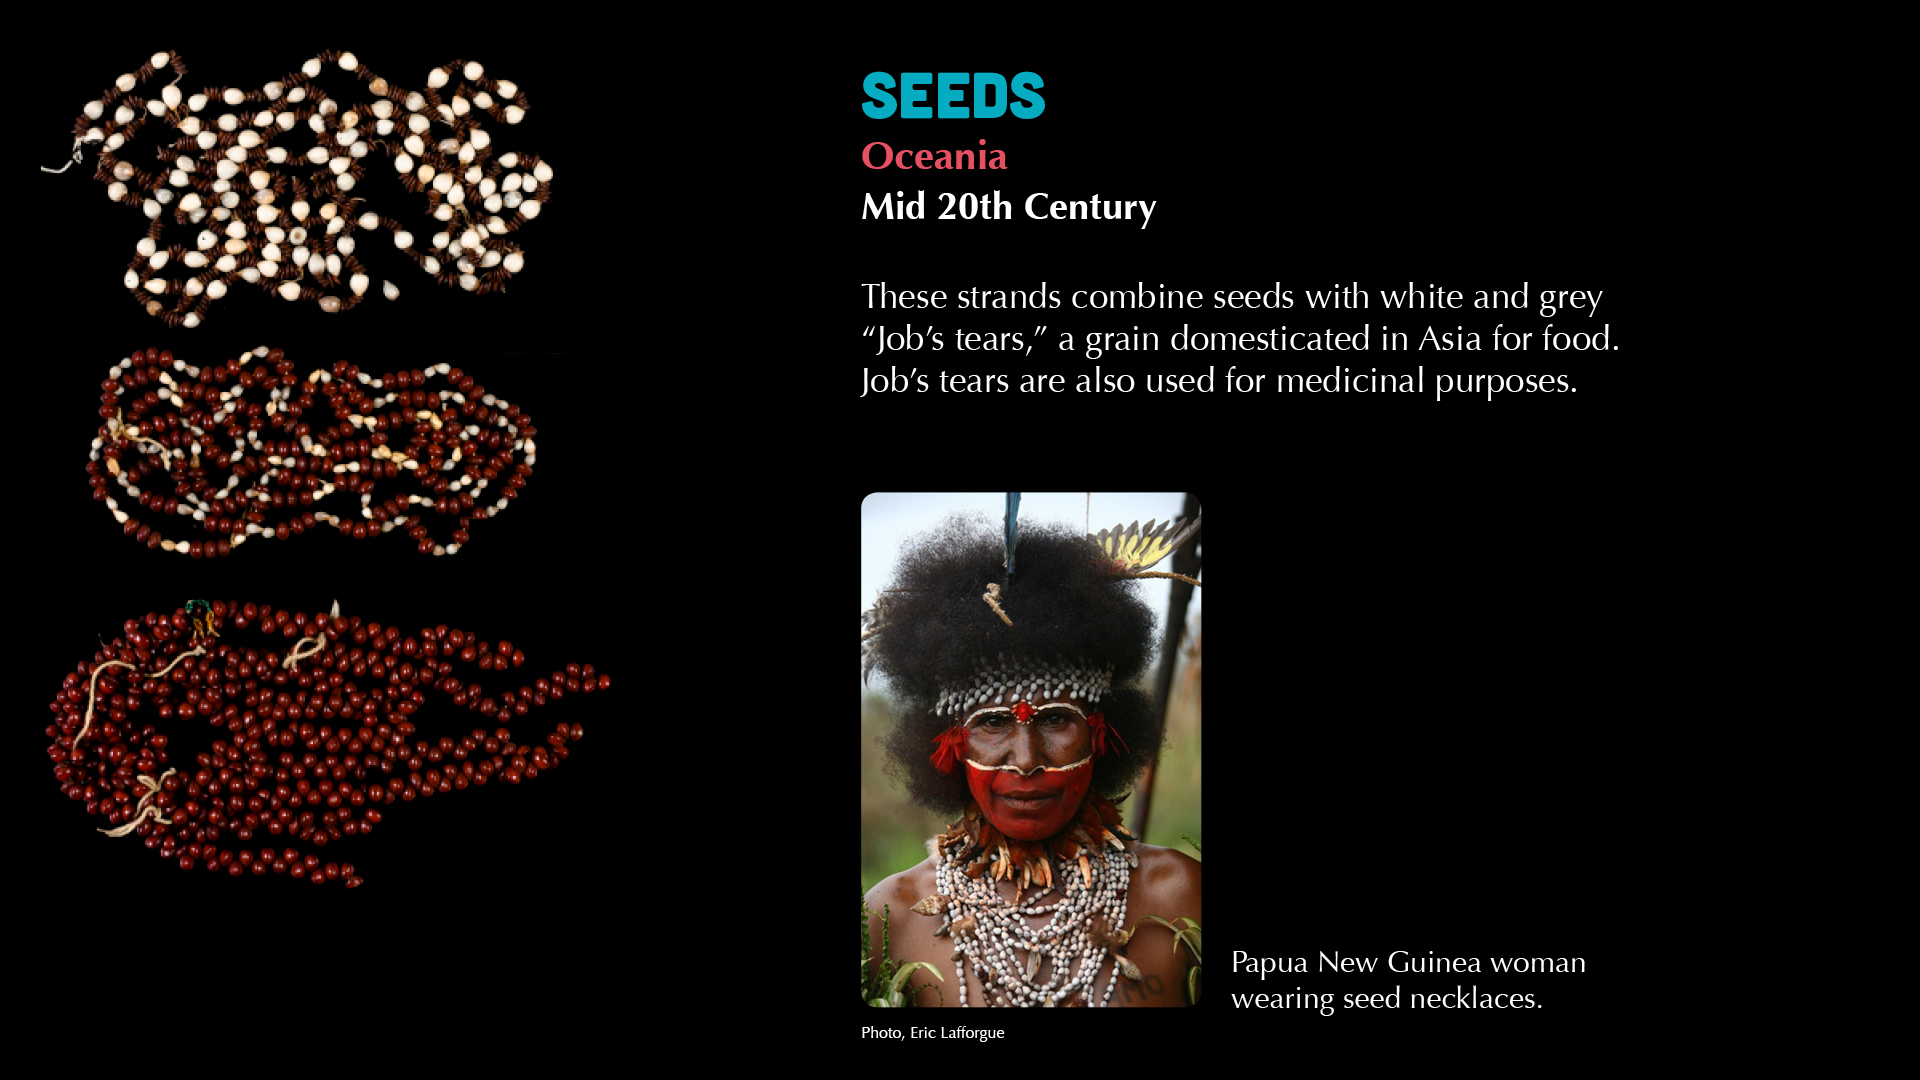 SEEDS
Oceania
Mid 20th Century
These strands combine seeds with white and grey
“Job’s tears,” a grain domesticated in Asia for food.
Job’s tears are also used for medicinal purposes.
Papua New Guinea woman
wearing seed necklaces.
Photo, Eric Lafforgue